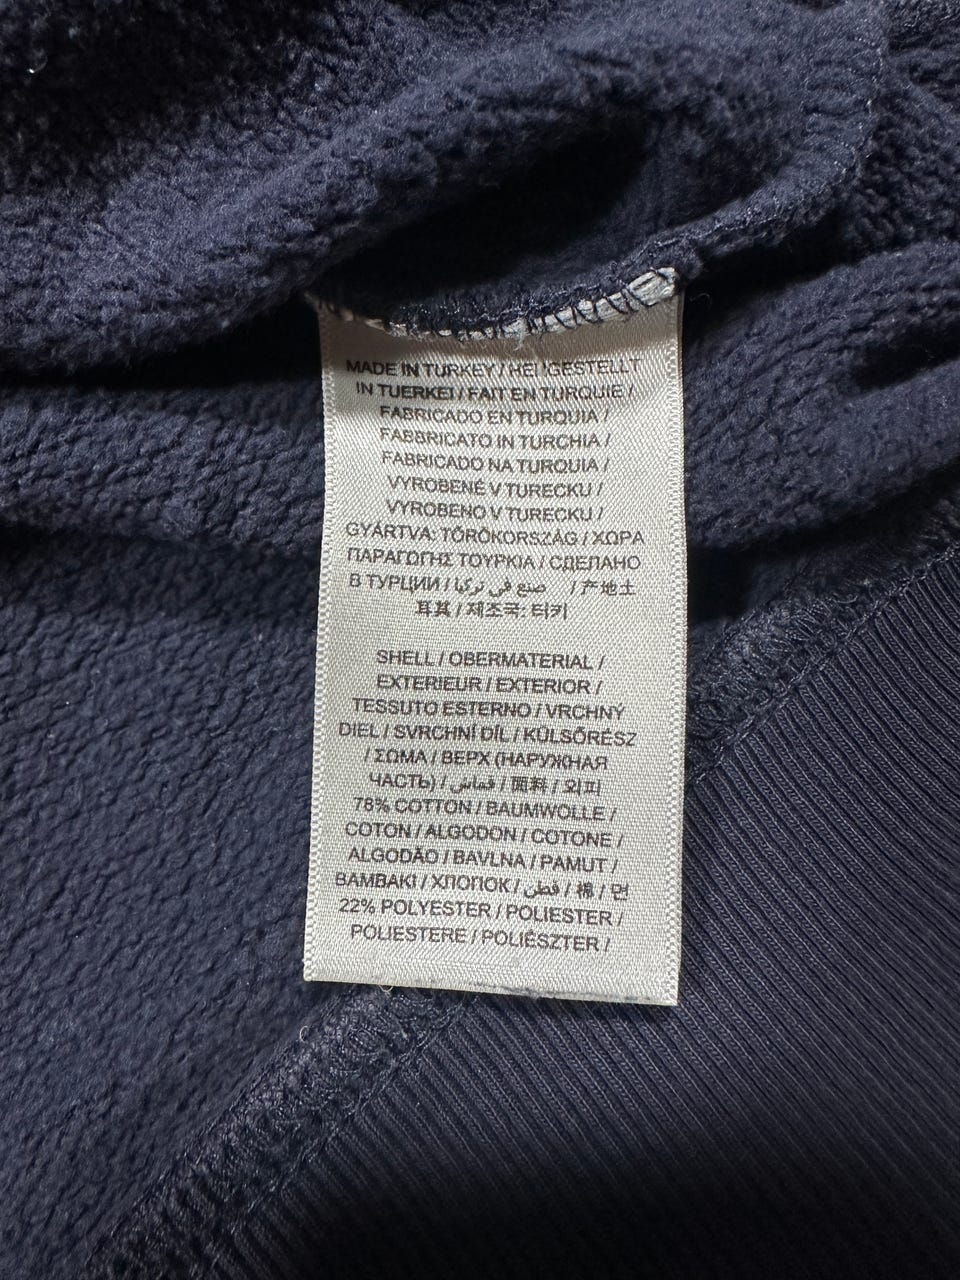 MADE IN TURKEY / HERGESTELLT
IN TUERKEI / FAIT EN TURQUIE /
FABRICADO EN TURQUIA /
FABBRICATO IN TURCHIA /
FABRICADO NA TURQUIA /
VYROBENÉ V TURECKU /
VYROBENO V TURECKU /
GYÁRTVA: TÖRÖKORSZÁG / ΧΩΡΑ
ΠΑΡΑΓΩΓΗΣ ΤΟΥΡΚΙΑ / СДЕЛАНО
В ТУРЦИИ / صنع في تركيا / 产地土
耳其 / 제조국: 터키
SHELL / OBERMATERIAL /
EXTERIEUR / EXTERIOR /
TESSUTO ESTERNO / VRCHNÝ
DIEL / SVRCHNÍ DÍL / KÜLSŐRÉSZ
/ ΣΩΜΑ / ВЕРХ (НАРУЖНАЯ
ЧАСТЬ) / قماش / 面料 / 외피
78% COTTON / BAUMWOLLE /
COTON / ALGODON / COTONE /
ALGODÃO / BAVLNA / PAMUT /
ΒΑΜΒΑΚΙ / ХЛОПОК / قطن / 棉 / 면
22% POLYESTER / POLIESTER /
POLIESTERE / POLIÉSZTER /